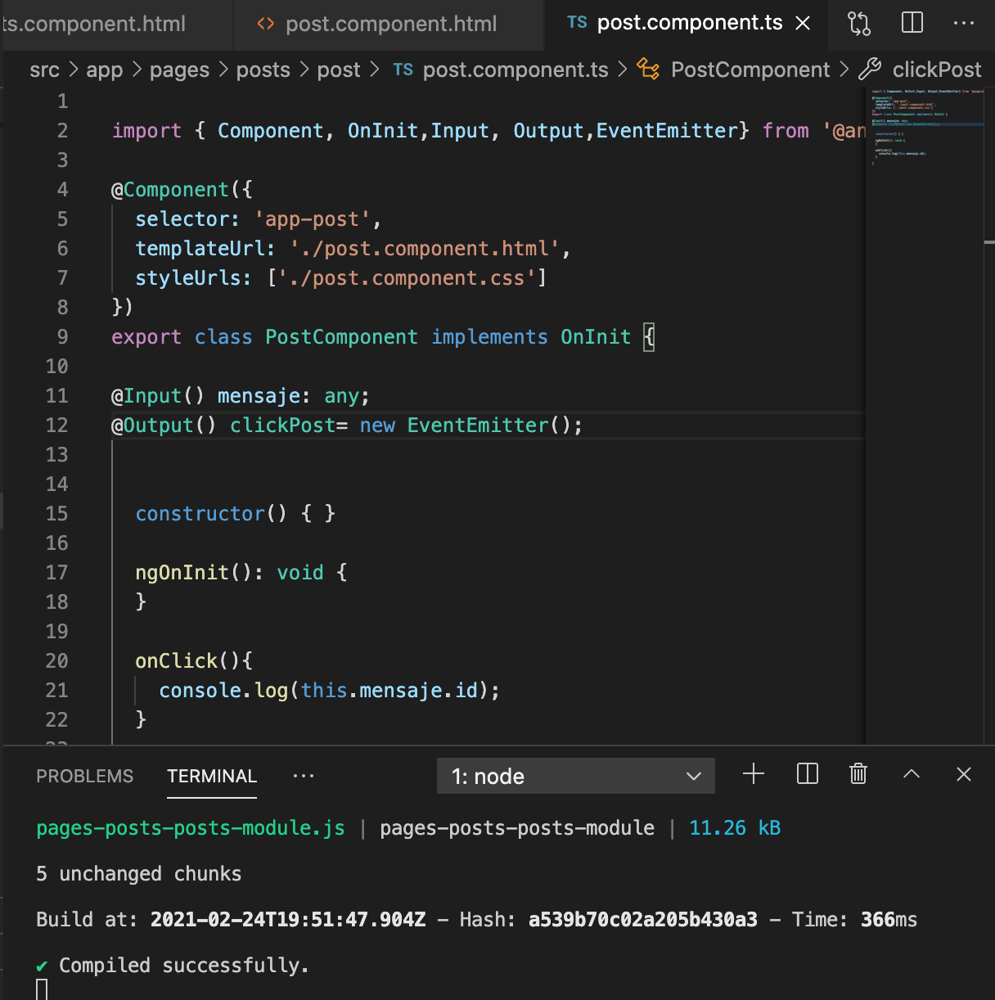 ts.component.html post.component.html TS post.component.ts
src > app > pages > posts > post > TS post.component.ts > PostComponent > clickPost
1
2 import { Component, OnInit,Input, Output,EventEmitter} from '@an
3
4 @Component({
5 selector: 'app-post',
6 templateUrl: './post.component.html',
7 styleUrls: ['./post.component.css']
8 })
9 export class PostComponent implements OnInit {
10
11 @Input() mensaje: any;
12 @Output() clickPost= new EventEmitter();
13
14
15 constructor() { }
16
17 ngOnInit(): void {
18 }
19
20 onClick(){
21 console.log(this.mensaje.id);
22 }
PROBLEMS TERMINAL ··· 1: node
pages-posts-posts-module.js | pages-posts-posts-module | 11.26 kB
5 unchanged chunks
Build at: 2021-02-24T19:51:47.904Z - Hash: a539b70c02a205b430a3 - Time: 366ms
✔ Compiled successfully.